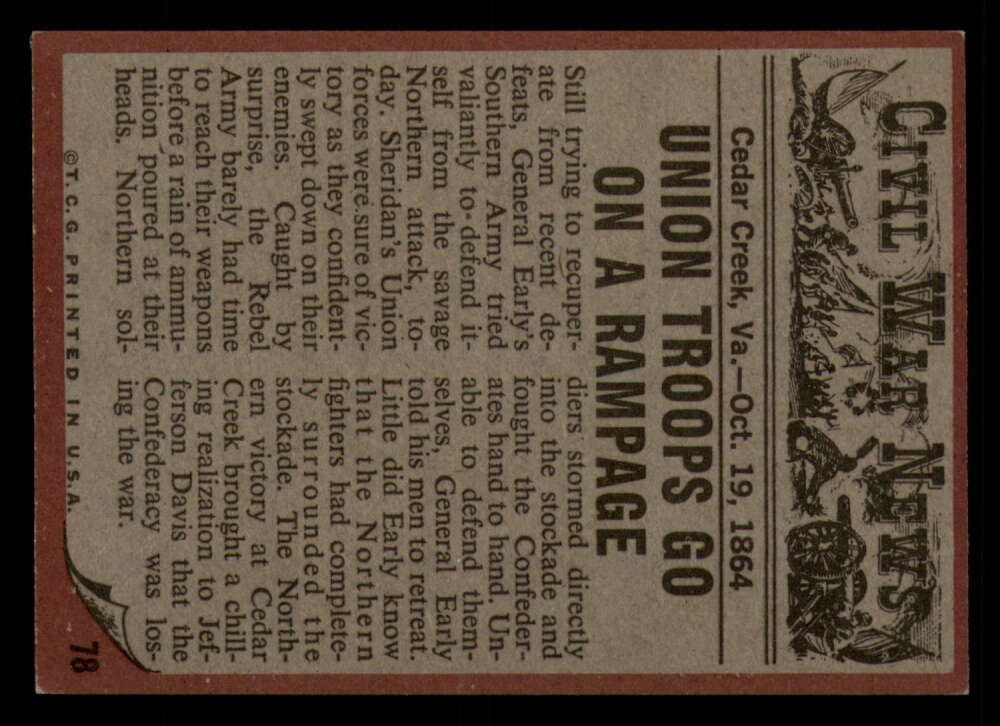 CIVIL WAR NEWS
Cedar Creek, Va.—Oct. 19, 1864
UNION TROOPS GO
ON A RAMPAGE
Still trying to recuper-
ate from recent de-
feats, General Early's
Southern Army tried
valiantly to defend it-
self from the savage
Northern attack, to-
day. Sheridan's Union
forces were sure of vic-
tory as they confident-
ly swept down on their
enemies. Caught by
surprise, the Rebel
Army barely had time
to reach their weapons
before a rain of ammu-
nition poured at their
heads. Northern sol-
diers stormed directly
into the stockade and
fought the Confeder-
ates hand to hand. Un-
able to defend them-
selves, General Early
told his men to retreat.
Little did Early know
that the Northern
fighters had complete-
ly surrounded the
stockade. The North-
ern victory at Cedar
Creek brought a chill-
ing realization to Jef-
ferson Davis that the
Confederacy was los-
ing the war.
© T. C. G. PRINTED IN U.S.A.
78